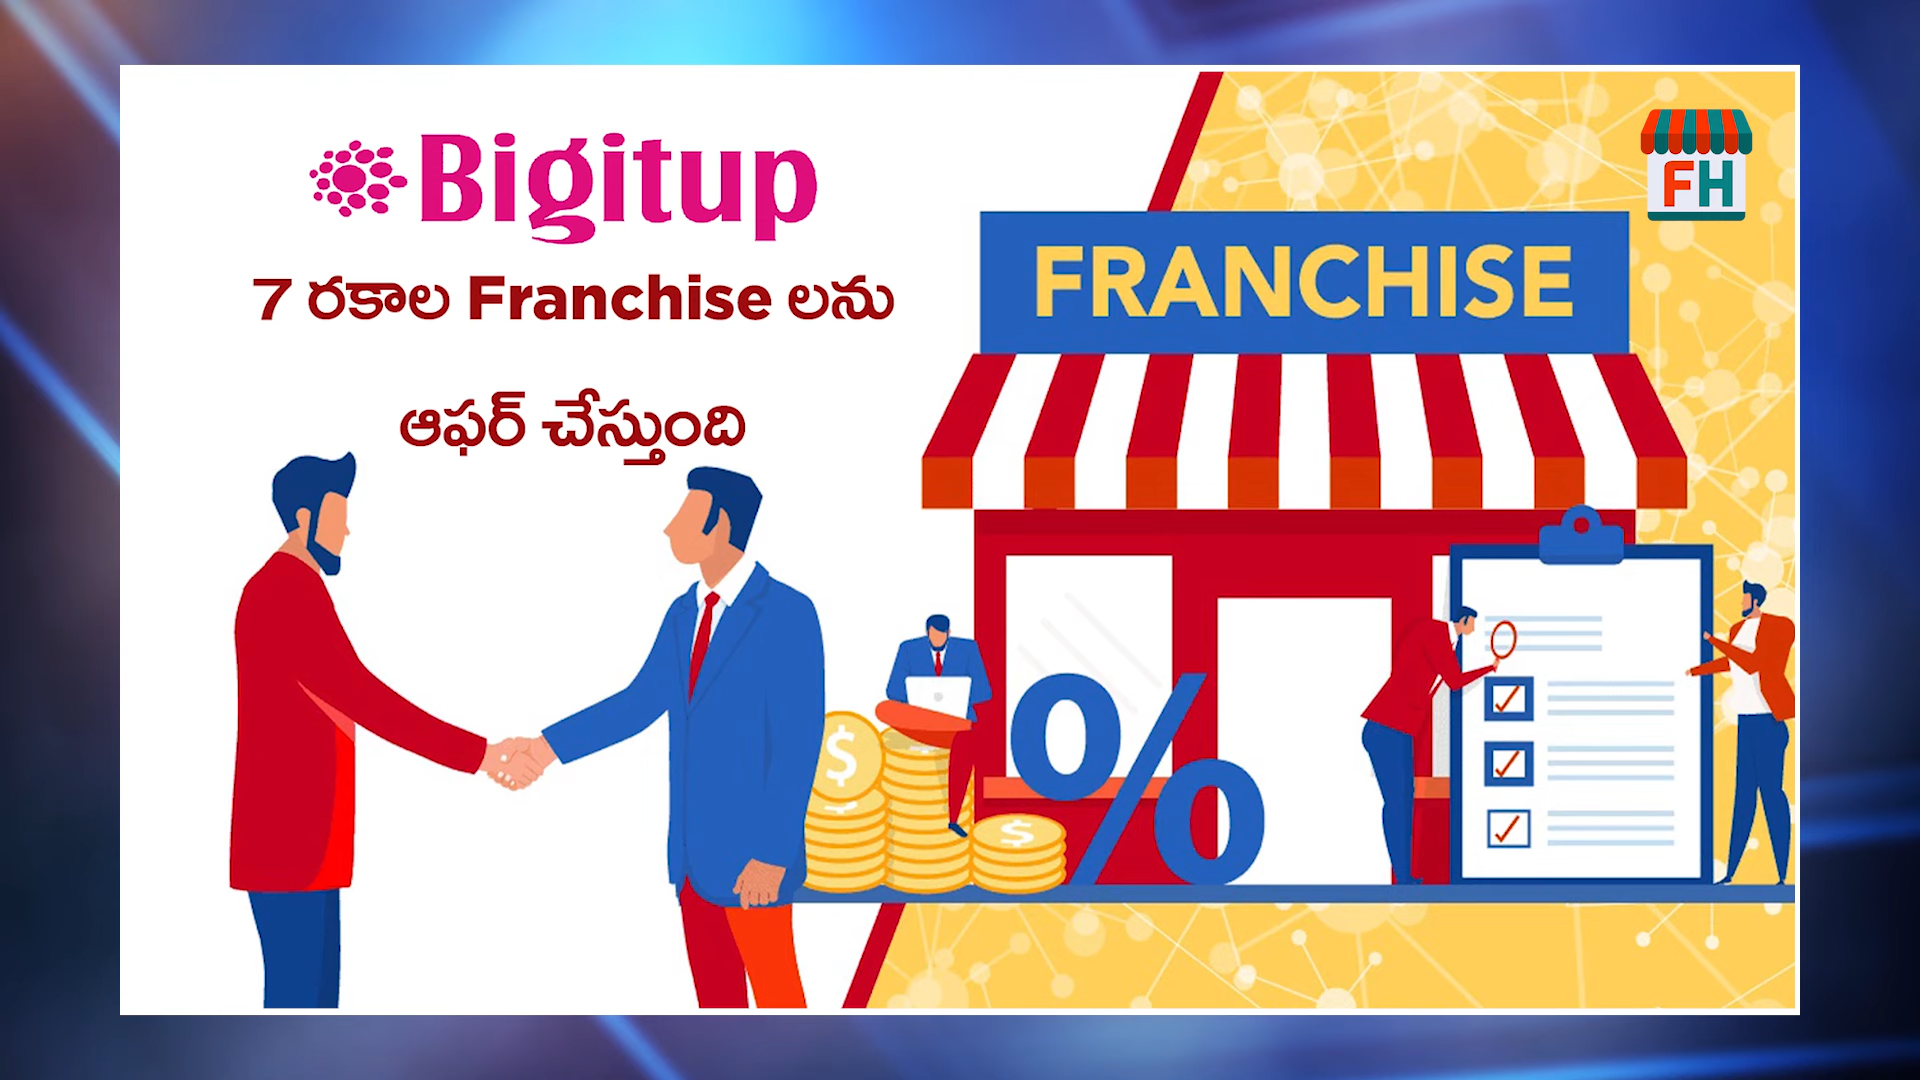 Bigitup
7 రకాల Franchise లను
ఆఫర్ చేస్తుంది
FH
FRANCHISE
$
$
%